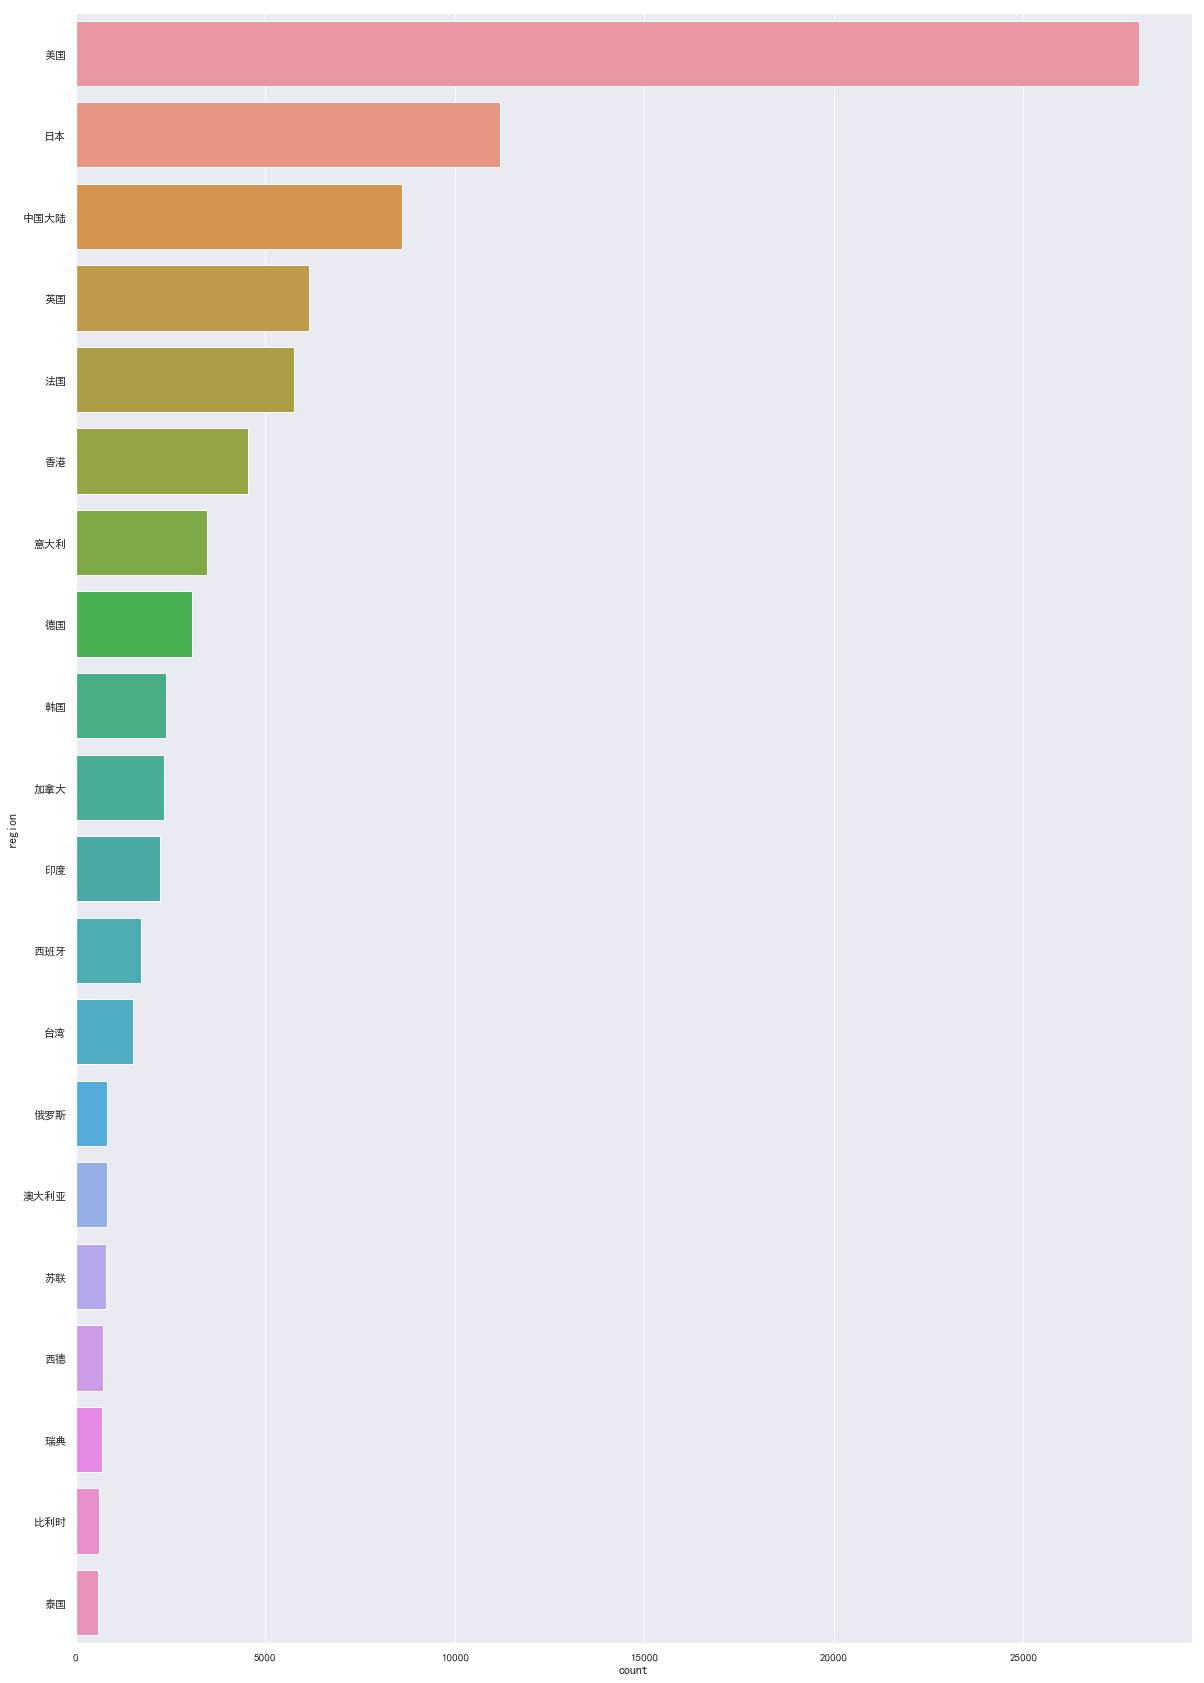 美国
日本
中国大陆
英国
法国
香港
意大利
德国
韩国
加拿大
印度
西班牙
台湾
俄罗斯
澳大利亚
苏联
西德
瑞典
比利时
泰国
region
0 5000 10000 15000 20000 25000
count